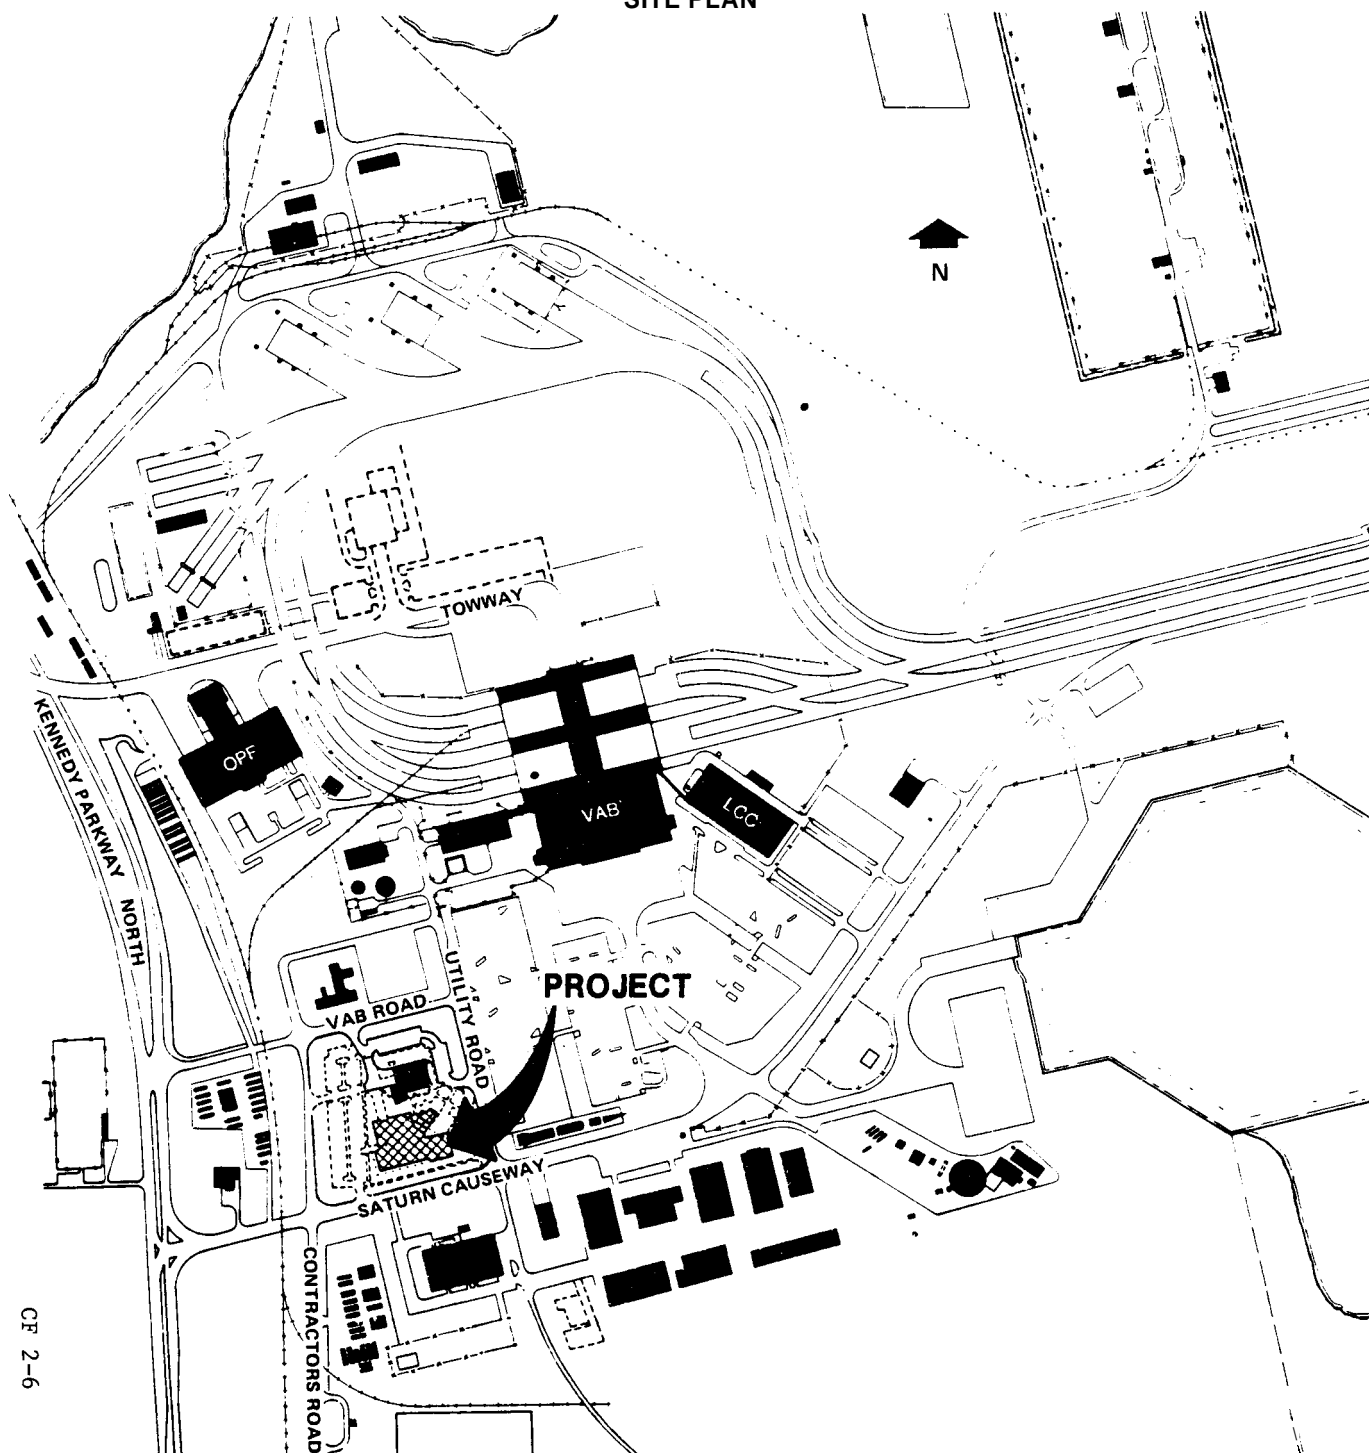 SITE PLAN
N
TOWWAY
KENNEDY PARKWAY NORTH
OPF
VAB
LCC
UTILITY ROAD
PROJECT
VAB ROAD
SATURN CAUSEWAY
CONTRACTORS ROAD
CF 2-6